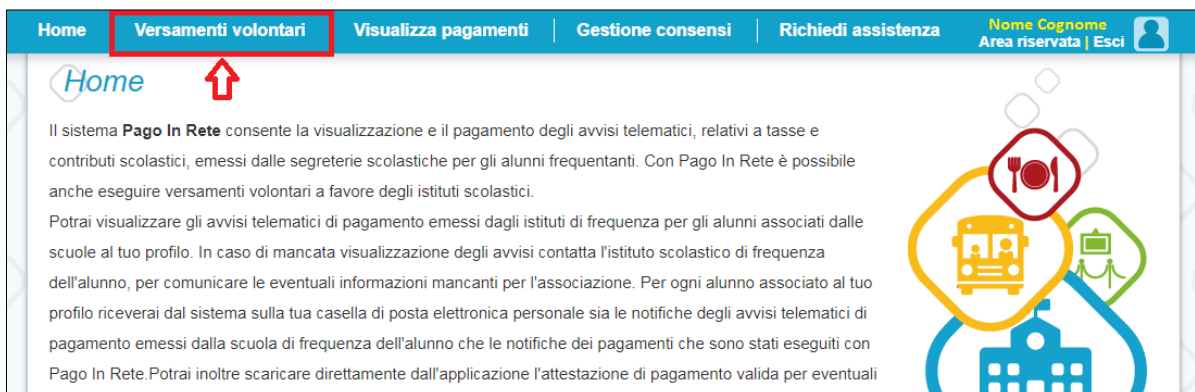 Home Versamenti volontari Visualizza pagamenti Gestione consensi Richiedi assistenza Nome Cognome
Area riservata | Esci
Home
Il sistema Pago In Rete consente la visualizzazione e il pagamento degli avvisi telematici, relativi a tasse e
contributi scolastici, emessi dalle segreterie scolastiche per gli alunni frequentanti. Con Pago In Rete è possibile
anche eseguire versamenti volontari a favore degli istituti scolastici.
Potrai visualizzare gli avvisi telematici di pagamento emessi dagli istituti di frequenza per gli alunni associati dalle
scuole al tuo profilo. In caso di mancata visualizzazione degli avvisi contatta l'istituto scolastico di frequenza
dell'alunno, per comunicare le eventuali informazioni mancanti per l'associazione. Per ogni alunno associato al tuo
profilo riceverai dal sistema sulla tua casella di posta elettronica personale sia le notifiche degli avvisi telematici di
pagamento emessi dalla scuola di frequenza dell'alunno che le notifiche dei pagamenti che sono stati eseguiti con
Pago In Rete.Potrai inoltre scaricare direttamente dall'applicazione l'attestazione di pagamento valida per eventuali